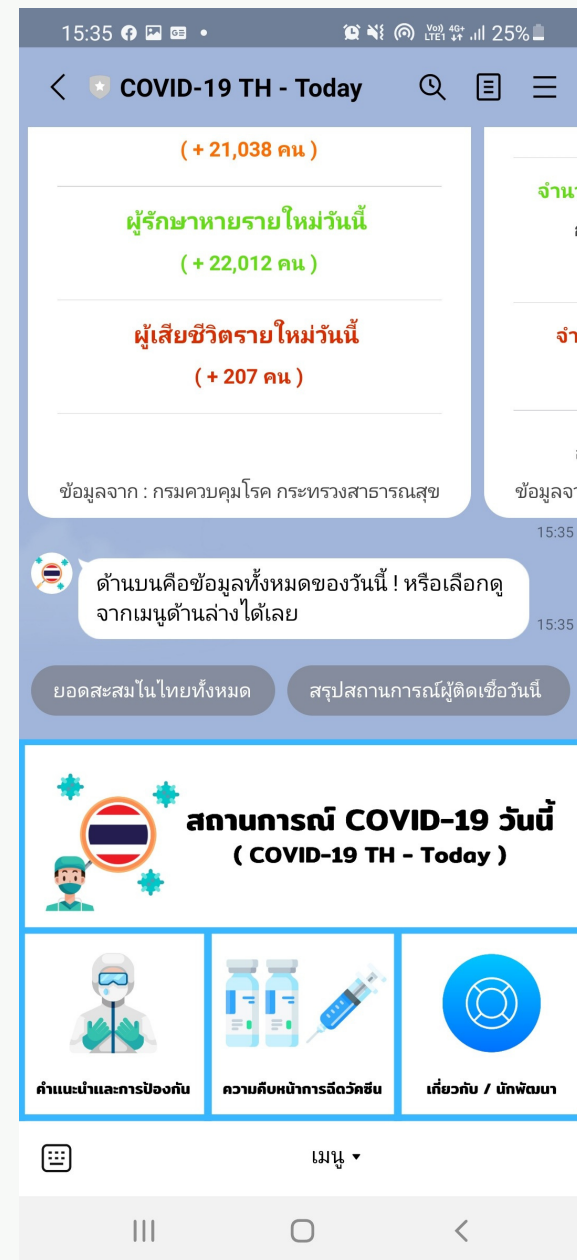 15:35
Vo)) 4G+
LTE1
25%
COVID-19 TH - Today
( + 21,038 คน )
ผู้รักษาหายรายใหม่วันนี้
( + 22,012 คน )
ผู้เสียชีวิตรายใหม่วันนี้
( + 207 คน )
ข้อมูลจาก : กรมควบคุมโรค กระทรวงสาธารณสุข
15:35
ด้านบนคือข้อมูลทั้งหมดของวันนี้ ! หรือเลือกดู
จากเมนูด้านล่างได้เลย
15:35
ยอดสะสมในไทยทั้งหมด
สรุปสถานการณ์ผู้ติดเชื้อวันนี้
สถานการณ์ COVID-19 วันนี้
( COVID-19 TH - Today )
คำแนะนำและการป้องกัน
ความคืบหน้าการฉีดวัคซีน
เกี่ยวกับ / นักพัฒนา
เมนู